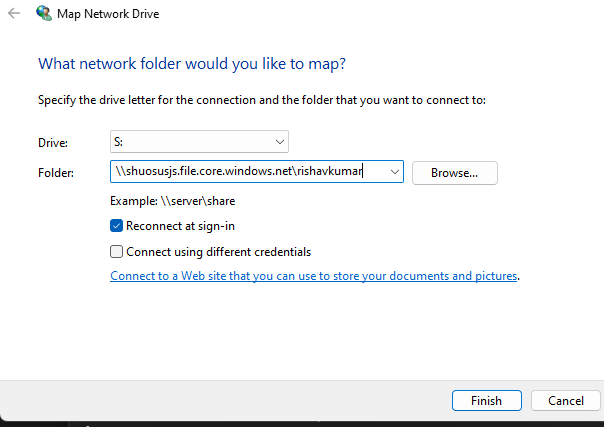 Map Network Drive
What network folder would you like to map?
Specify the drive letter for the connection and the folder that you want to connect to:
Drive: S:
Folder: \\shuosusjs.file.core.windows.net\rishavkumar Browse...
Example: \\server\share
Reconnect at sign-in
Connect using different credentials
Connect to a Web site that you can use to store your documents and pictures.
Finish Cancel